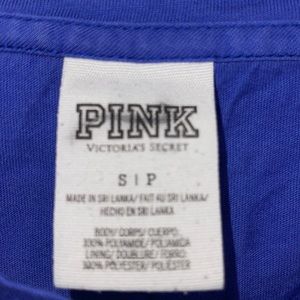 PINK
VICTORIA'S SECRET
S | P
MADE IN SRI LANKA/ FAIT AU SRI LANKA/
HECHO EN SRI LANKA
BODY/ CORPS/ CUERPO:
100% POLYAMIDE/ POLIAMIDA
LINING/ DOUBLURE/ FORRO:
100% POLYESTER/ POLIÉSTER